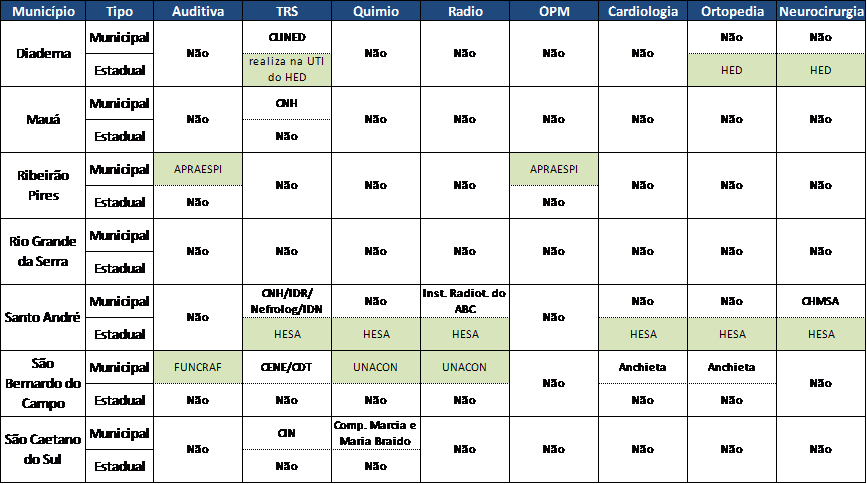 Município Tipo Auditiva TRS Quimio Radio OPM Cardiologia Ortopedia Neurocirurgia
Diadema
Municipal
Estadual
Não
CLINED
realiza na UTI
do HED
Não
Não
Não
Não
Não
HED
Não
HED
Mauá
Municipal
Estadual
Não
CNH
Não
Não
Não
Não
Não
Não
Não
Ribeirão
Pires
Municipal
Estadual
APRAESPI
Não
Não
Não
Não
APRAESPI
Não
Não
Não
Não
Rio Grande
da Serra
Municipal
Estadual
Não
Não
Não
Não
Não
Não
Não
Não
Santo André
Municipal
Estadual
Não
CNH/IDR/
Nefrolog/IDN
HESA
Não
HESA
Inst. Radiot. do
ABC
HESA
Não
Não
HESA
Não
HESA
CHMSA
HESA
São
Bernardo do
Campo
Municipal
Estadual
FUNCRAF
Não
CENE/CDT
Não
UNACON
Não
UNACON
Não
Não
Anchieta
Não
Anchieta
Não
Não
São Caetano
do Sul
Municipal
Estadual
Não
CIN
Não
Comp. Marcia e
Maria Braido
Não
Não
Não
Não
Não
Não